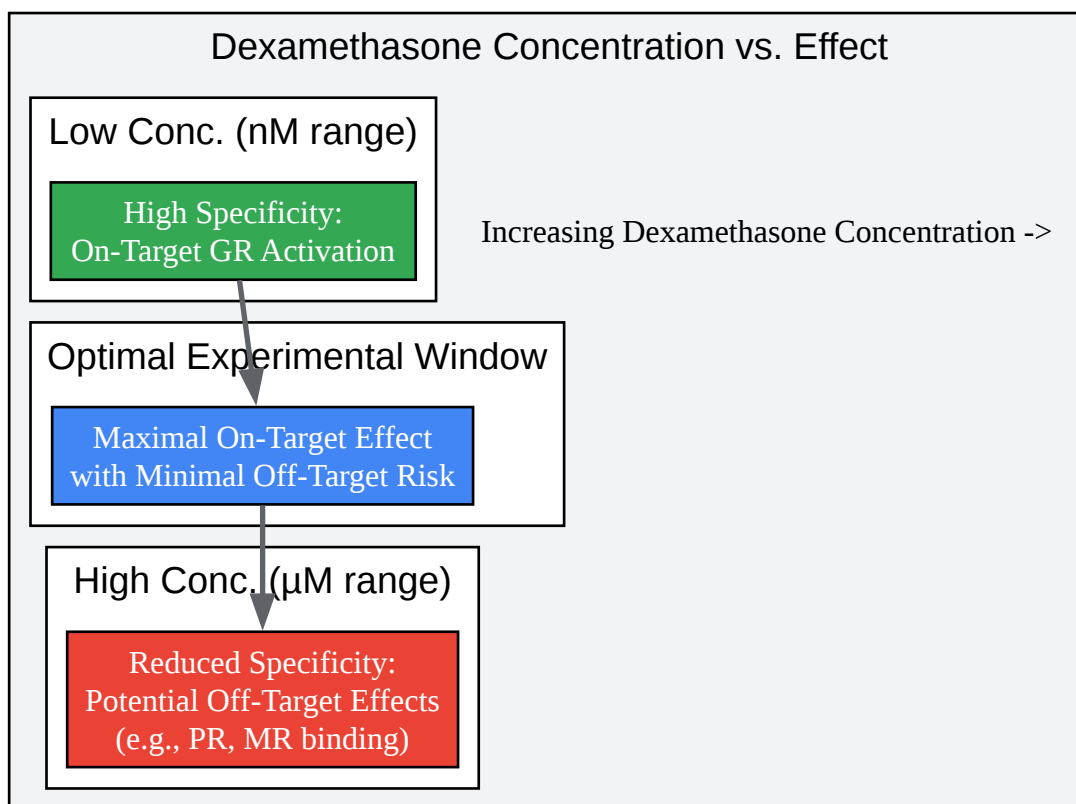 Dexamethasone Concentration vs. Effect
Low Conc. (nM range)
High Specificity:
On-Target GR Activation
Increasing Dexamethasone Concentration ->
Optimal Experimental Window
Maximal On-Target Effect
with Minimal Off-Target Risk
High Conc. (µM range)
Reduced Specificity:
Potential Off-Target Effects
(e.g., PR, MR binding)